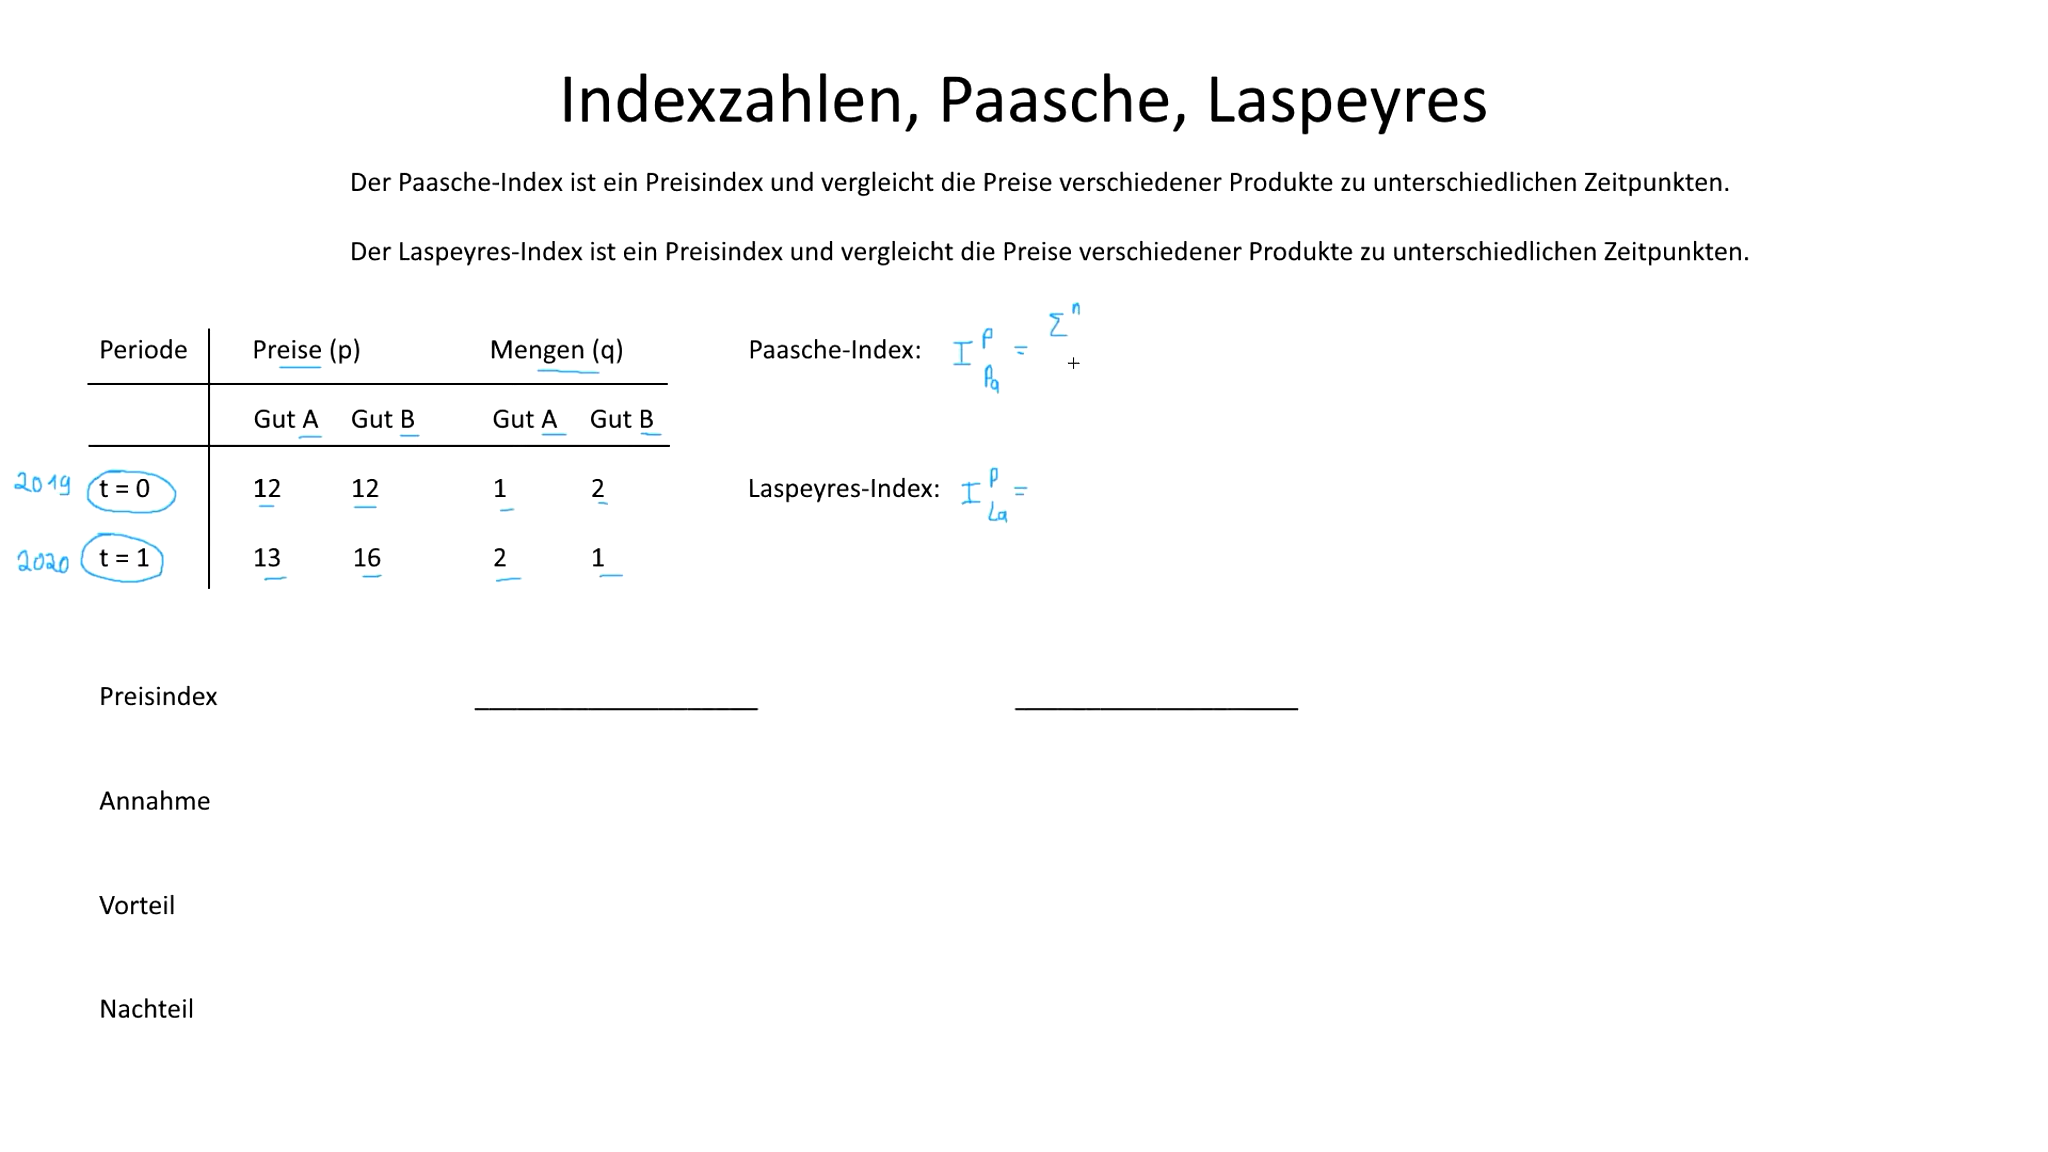 Indexzahlen, Paasche, Laspeyres
Der Paasche-Index ist ein Preisindex und vergleicht die Preise verschiedener Produkte zu unterschiedlichen Zeitpunkten.
Der Laspeyres-Index ist ein Preisindex und vergleicht die Preise verschiedener Produkte zu unterschiedlichen Zeitpunkten.
Periode Preise (p) Mengen (q)
Gut A Gut B Gut A Gut B
2019 t = 0 12 12 1 2
2020 t = 1 13 16 2 1
Paasche-Index: I P Pa = Σ n
Laspeyres-Index: I P La =
Preisindex ____________________ ____________________
Annahme
Vorteil
Nachteil